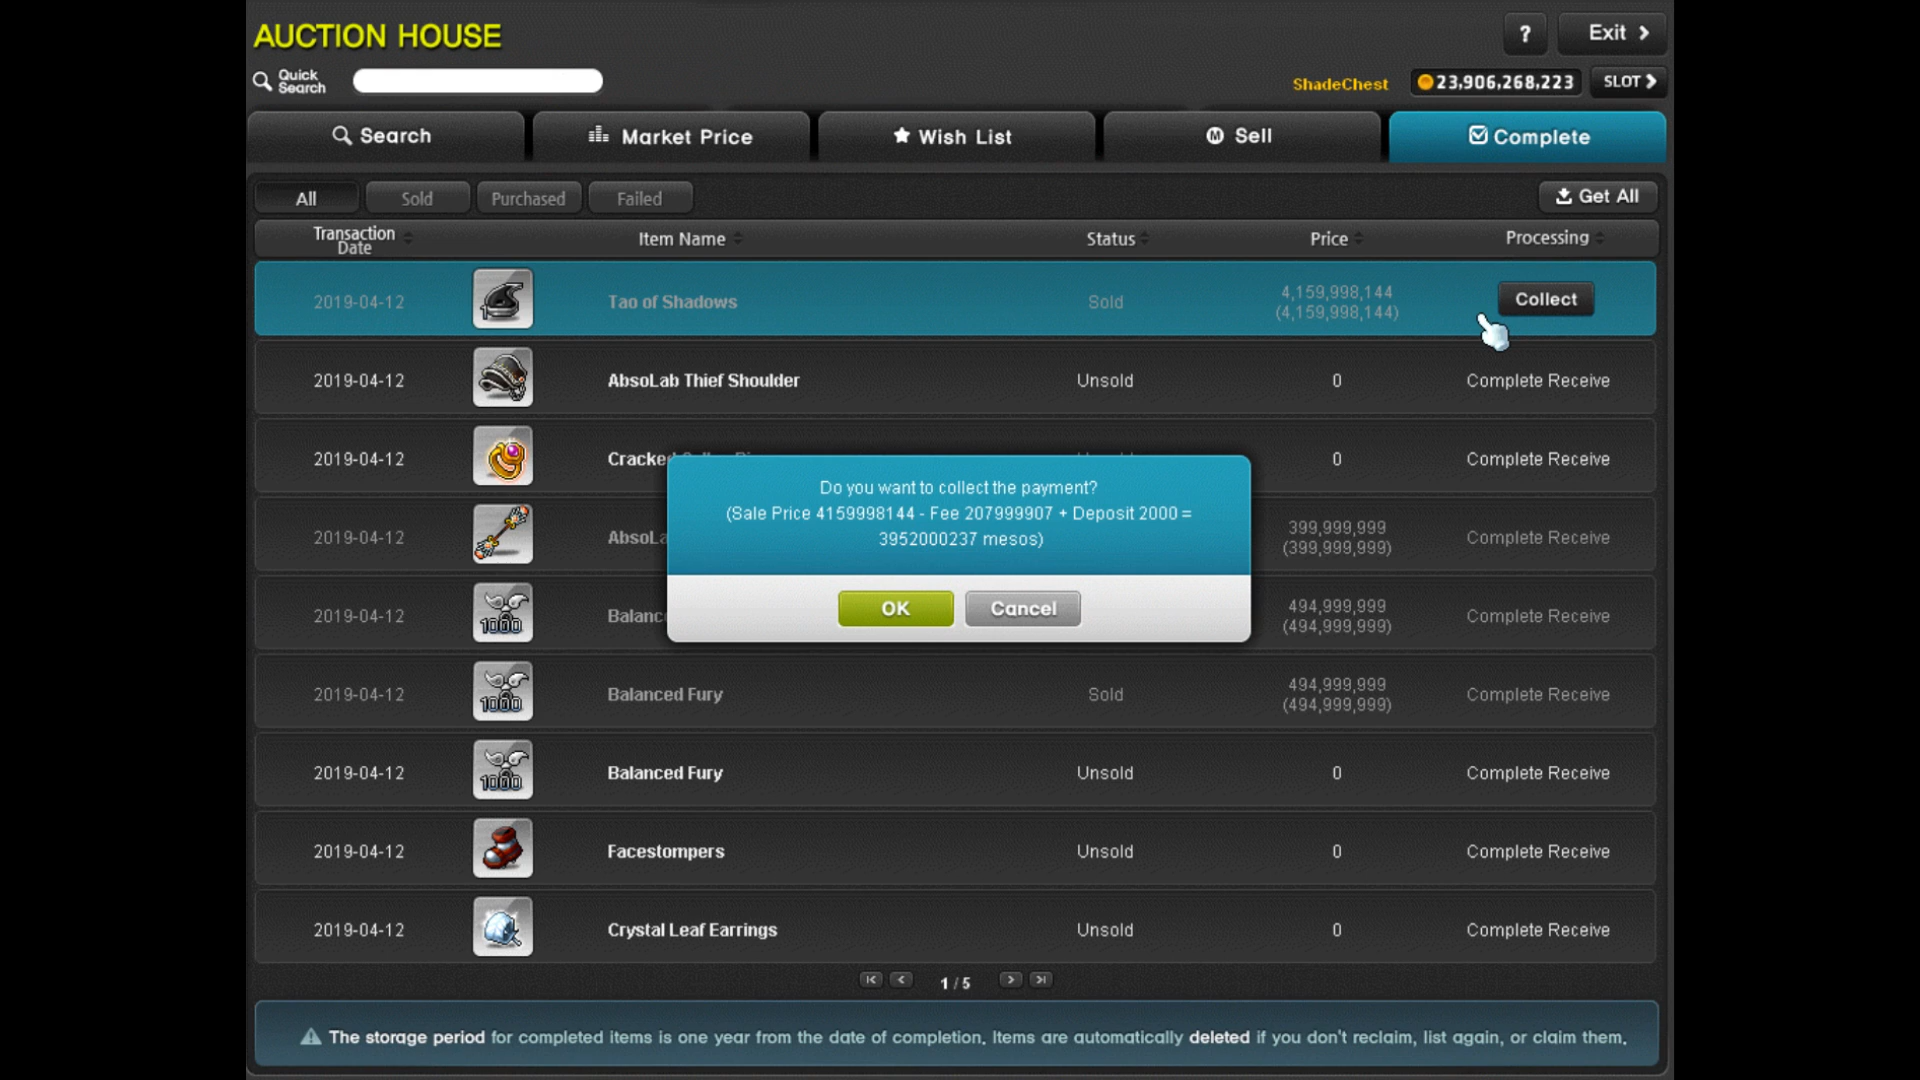 AUCTION HOUSE
?
Exit
Quick
Search
ShadeChest
23,906,268,223
SLOT
Search
Market Price
Wish List
M Sell
Complete
All
Sold
Purchased
Failed
Get All
Transaction
Date
Item Name
Status
Price
Processing
2019-04-12
1
Tao of Shadows
Sold
4,159,998,144
(4,159,998,144)
Collect
2019-04-12
AbsoLab Thief Shoulder
Unsold
0
Complete Receive
2019-04-12
Cracke
0
Complete Receive
2019-04-12
AbsoLa
399,999,999
(399,999,999)
Complete Receive
Do you want to collect the payment?
(Sale Price 4159998144 - Fee 207999907 + Deposit 2000 =
3952000237 mesos)
OK
Cancel
2019-04-12
1000
Balanc
494,999,999
(494,999,999)
Complete Receive
2019-04-12
1000
Balanced Fury
Sold
494,999,999
(494,999,999)
Complete Receive
2019-04-12
1000
Balanced Fury
Unsold
0
Complete Receive
2019-04-12
Facestompers
Unsold
0
Complete Receive
2019-04-12
Crystal Leaf Earrings
Unsold
0
Complete Receive
1 / 5
The storage period for completed items is one year from the date of completion. Items are automatically deleted if you don't reclaim, list again, or claim them.